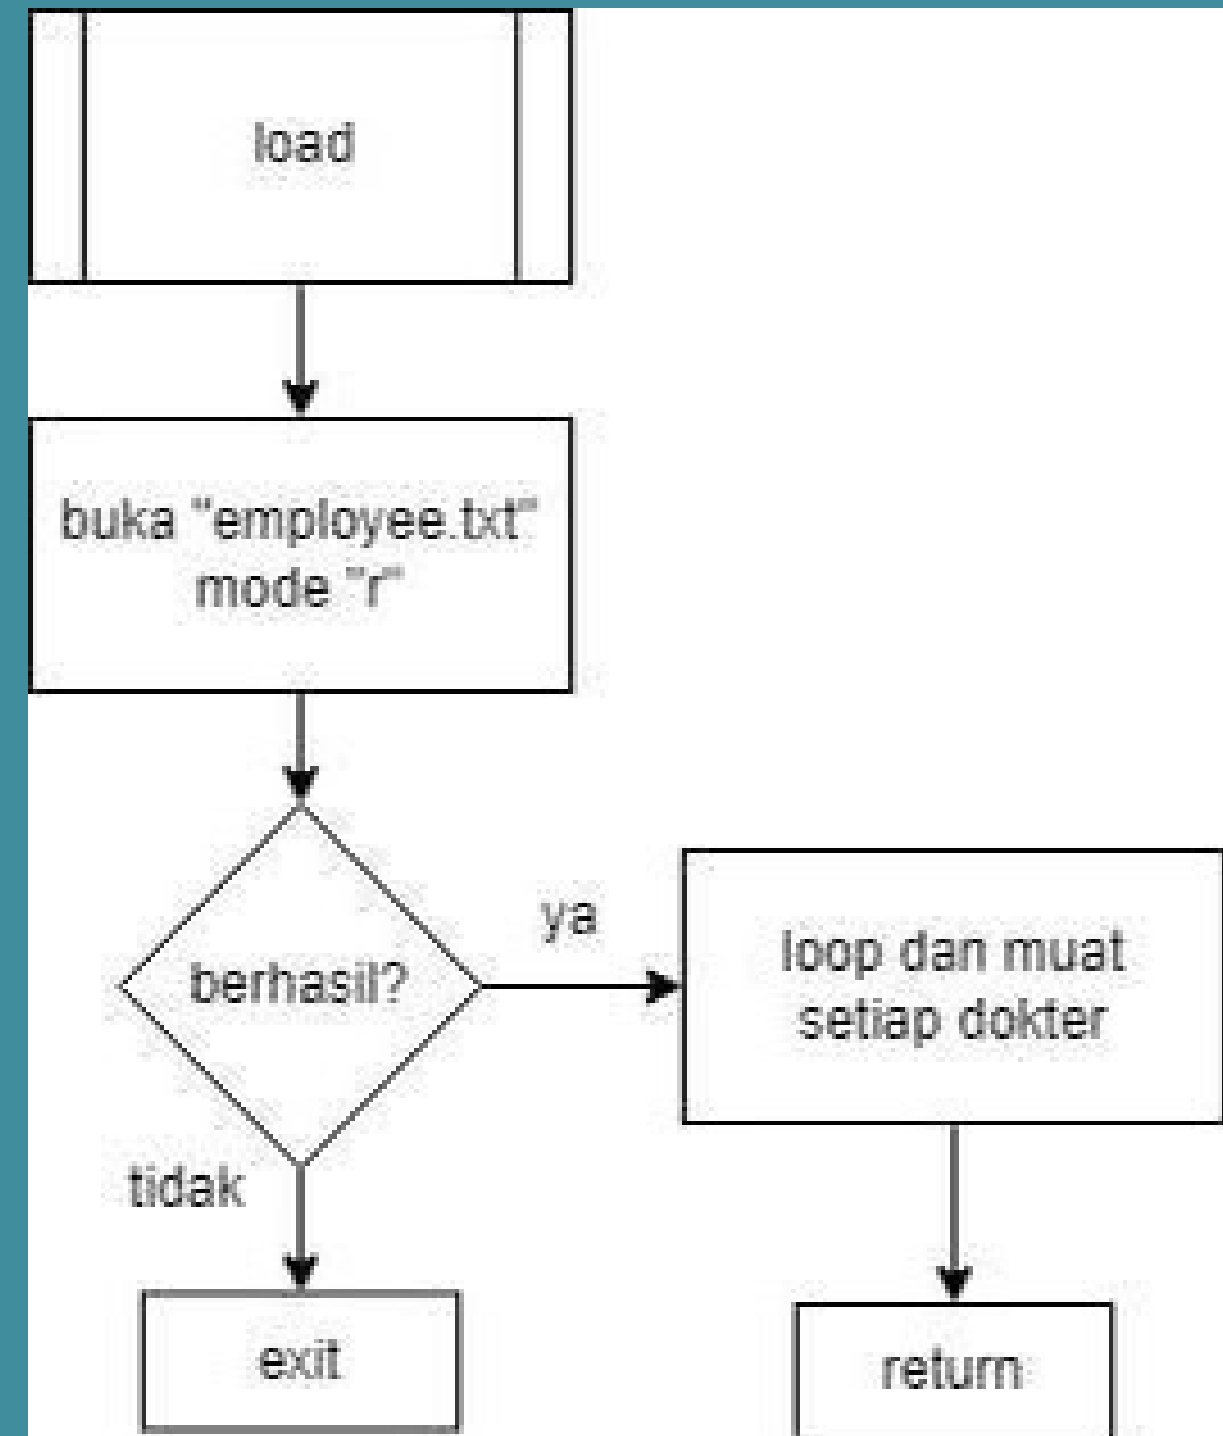 load
buka "employee.txt"
mode "r"
berhasil?
ya
loop dan muat
setiap dokter
tidak
exit
return